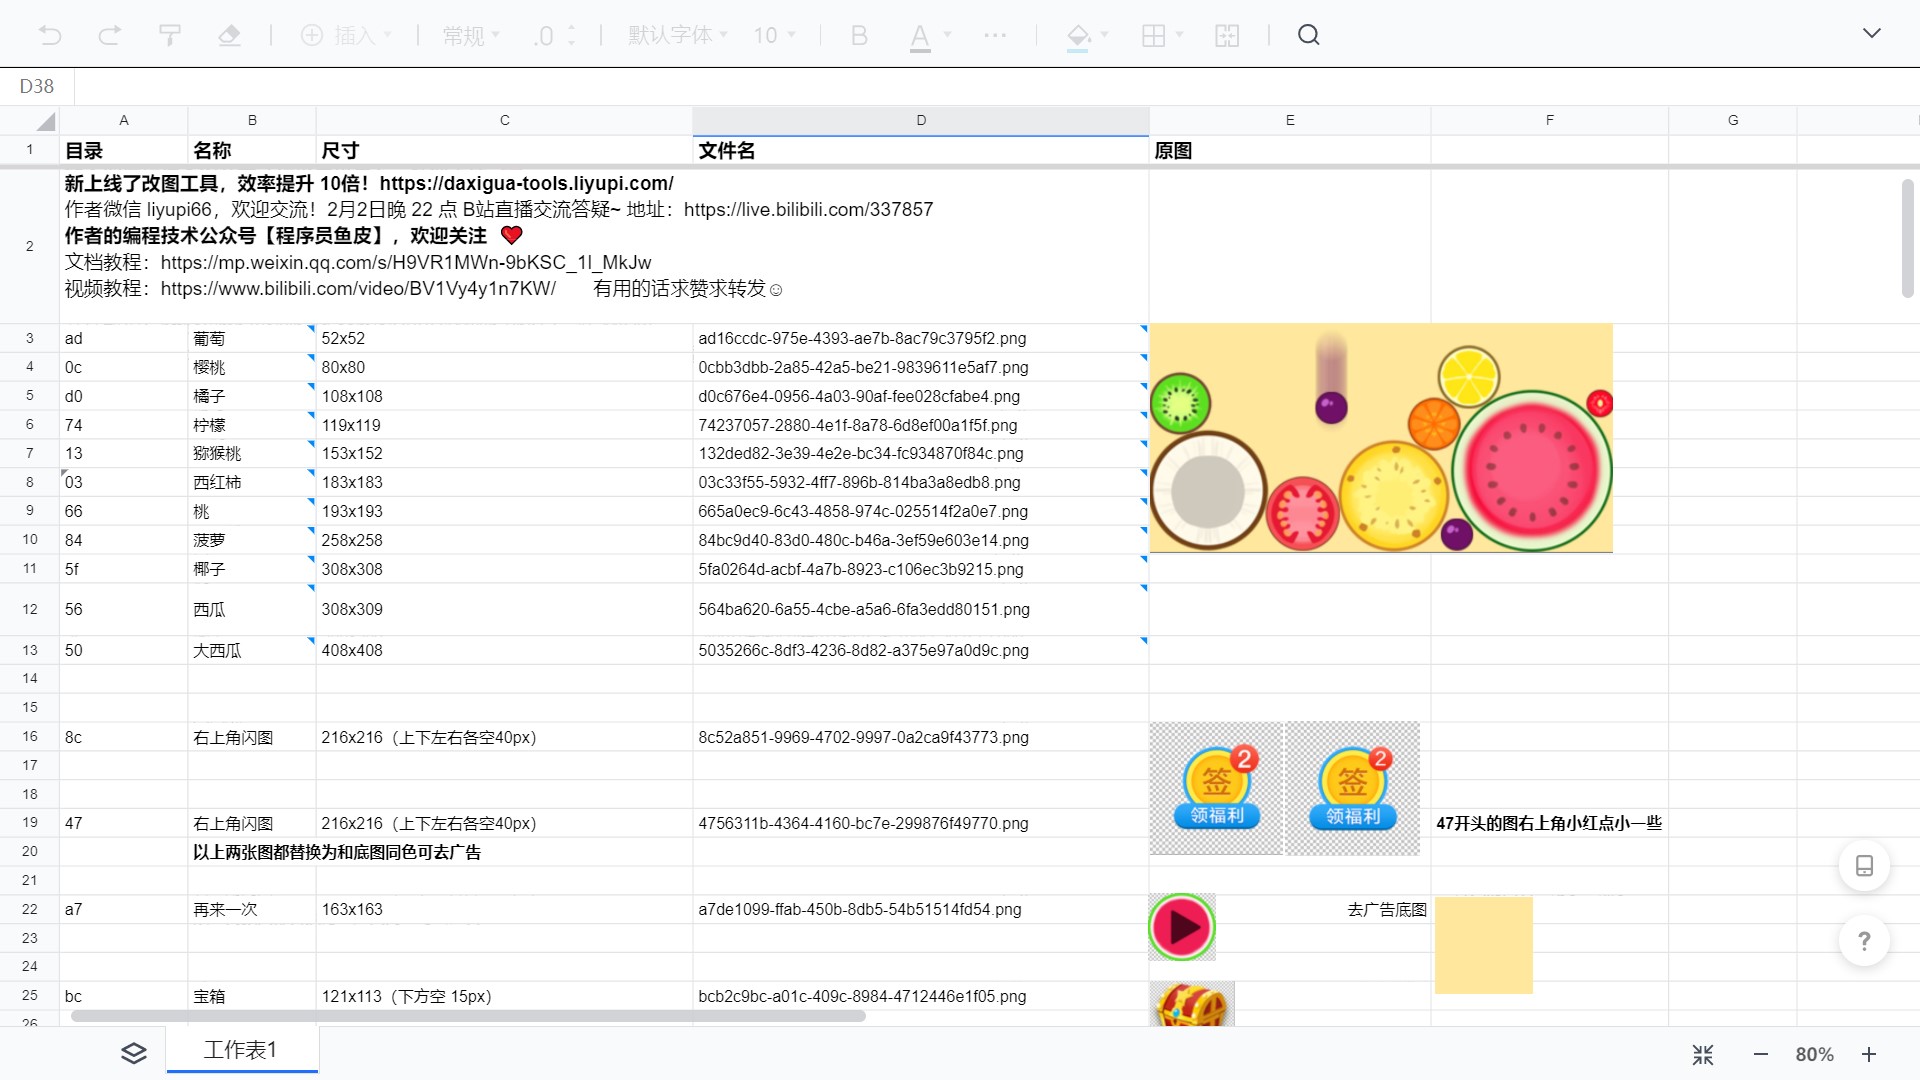 插入 常规 .0 默认字体 10 B A ···
D38
A B C D E F G
1 目录 名称 尺寸 文件名 原图
2
新上线了改图工具，效率提升 10倍！https://daxigua-tools.liyupi.com/
作者微信 liyupi66，欢迎交流！2月2日晚 22 点 B站直播交流答疑~ 地址：https://live.bilibili.com/337857
作者的编程技术公众号【程序员鱼皮】，欢迎关注 ❤
文档教程：https://mp.weixin.qq.com/s/H9VR1MWn-9bKSC_1l_MkJw
视频教程：https://www.bilibili.com/video/BV1Vy4y1n7KW/ 有用的话求赞求转发☺
3 ad 葡萄 52x52 ad16ccdc-975e-4393-ae7b-8ac79c3795f2.png
4 0c 樱桃 80x80 0cbb3dbb-2a85-42a5-be21-9839611e5af7.png
5 d0 橘子 108x108 d0c676e4-0956-4a03-90af-fee028cfabe4.png
6 74 柠檬 119x119 74237057-2880-4e1f-8a78-6d8ef00a1f5f.png
7 13 猕猴桃 153x152 132ded82-3e39-4e2e-bc34-fc934870f84c.png
8 03 西红柿 183x183 03c33f55-5932-4ff7-896b-814ba3a8edb8.png
9 66 桃 193x193 665a0ec9-6c43-4858-974c-025514f2a0e7.png
10 84 菠萝 258x258 84bc9d40-83d0-480c-b46a-3ef59e603e14.png
11 5f 椰子 308x308 5fa0264d-acbf-4a7b-8923-c106ec3b9215.png
12 56 西瓜 308x309 564ba620-6a55-4cbe-a5a6-6fa3edd80151.png
13 50 大西瓜 408x408 5035266c-8df3-4236-8d82-a375e97a0d9c.png
14
15
16 8c 右上角闪图 216x216（上下左右各空40px） 8c52a851-9969-4702-9997-0a2ca9f43773.png
2 2
17
签 签
18
领福利 领福利
19 47 右上角闪图 216x216（上下左右各空40px） 4756311b-4364-4160-bc7e-299876f49770.png 47开头的图右上角小红点小一些
20 以上两张图都替换为和底图同色可去广告
21
22 a7 再来一次 163x163 a7de1099-ffab-450b-8db5-54b51514fd54.png 去广告底图
23
24
25 bc 宝箱 121x113（下方空 15px） bcb2c9bc-a01c-409c-8984-4712446e1f05.png
26
工作表1 80%
?